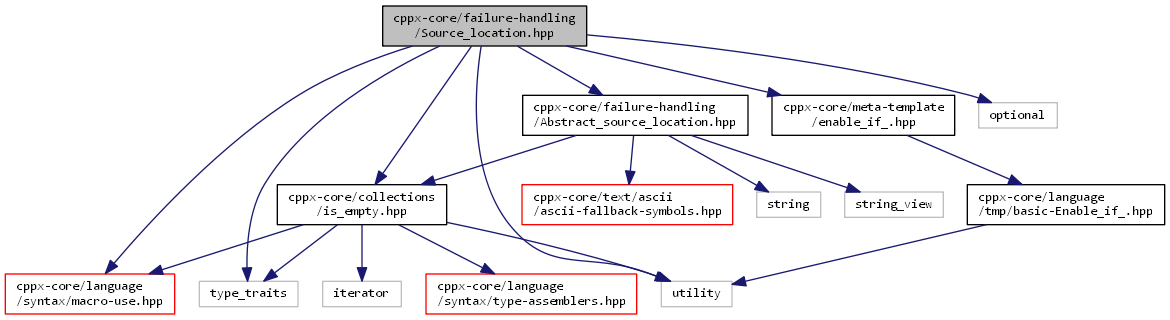 cppx-core/failure-handling
/Source_location.hpp
cppx-core/failure-handling
/Abstract_source_location.hpp
cppx-core/meta-template
/enable_if_.hpp
optional
cppx-core/collections
/is_empty.hpp
cppx-core/text/ascii
/ascii-fallback-symbols.hpp
string
string_view
cppx-core/language
/tmp/basic-Enable_if_.hpp
cppx-core/language
/syntax/macro-use.hpp
type_traits
iterator
cppx-core/language
/syntax/type-assemblers.hpp
utility